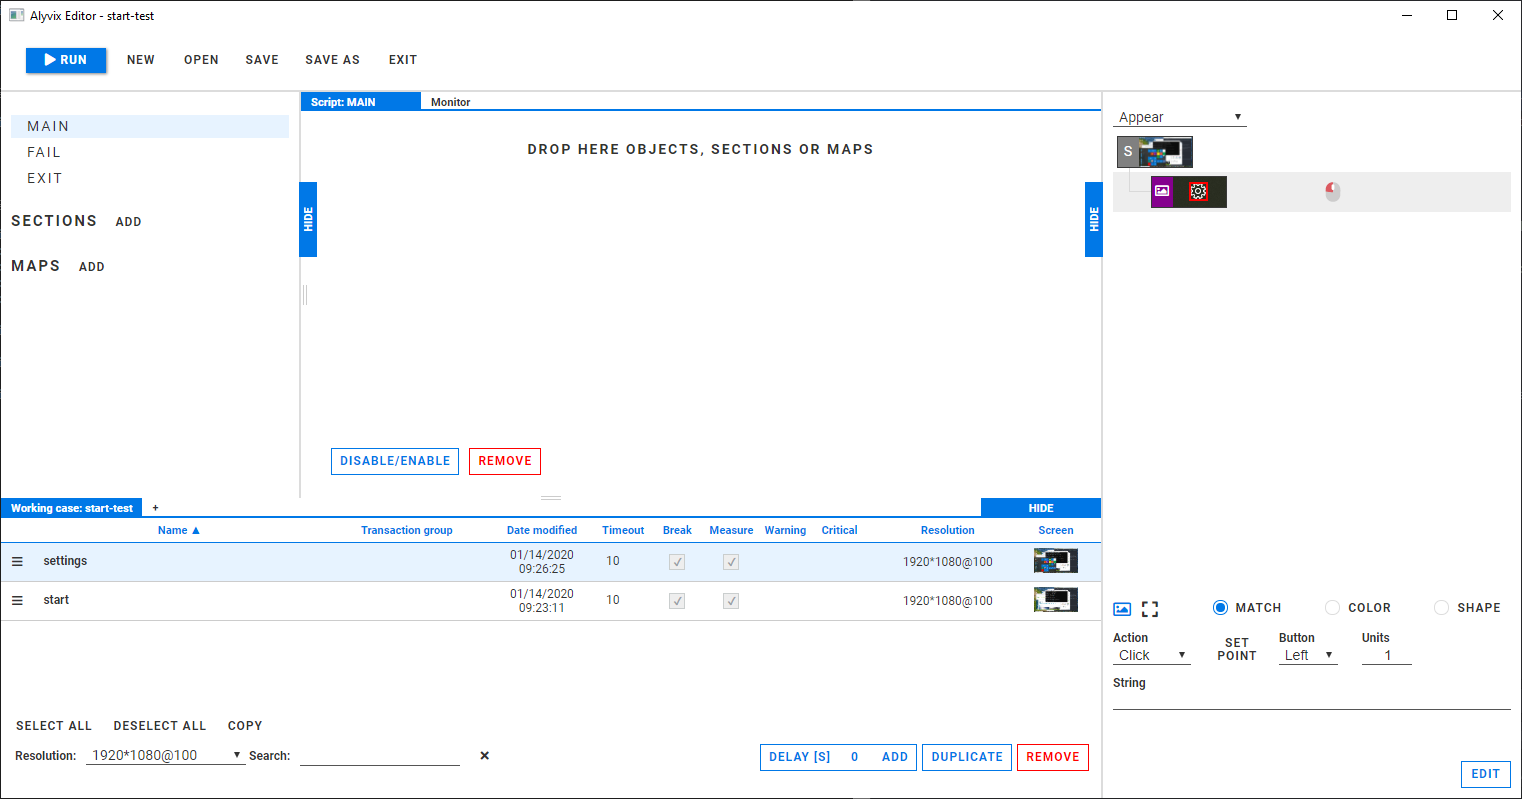 Alyvix Editor - start-test
RUN NEW OPEN SAVE SAVE AS EXIT
MAIN
FAIL
EXIT
SECTIONS ADD
MAPS ADD
Script: MAIN Monitor
DROP HERE OBJECTS, SECTIONS OR MAPS
HIDE
HIDE
DISABLE/ENABLE REMOVE
Appear
S
Working case: start-test + HIDE
Name ▲ Transaction group Date modified Timeout Break Measure Warning Critical Resolution Screen
settings 01/14/2020 09:26:25 10 1920*1080@100
start 01/14/2020 09:23:11 10 1920*1080@100
SELECT ALL DESELECT ALL COPY
Resolution: 1920*1080@100 Search: ×
DELAY [S] 0 ADD DUPLICATE REMOVE
MATCH COLOR SHAPE
Action Button Units
Click SET POINT Left 1
String
EDIT